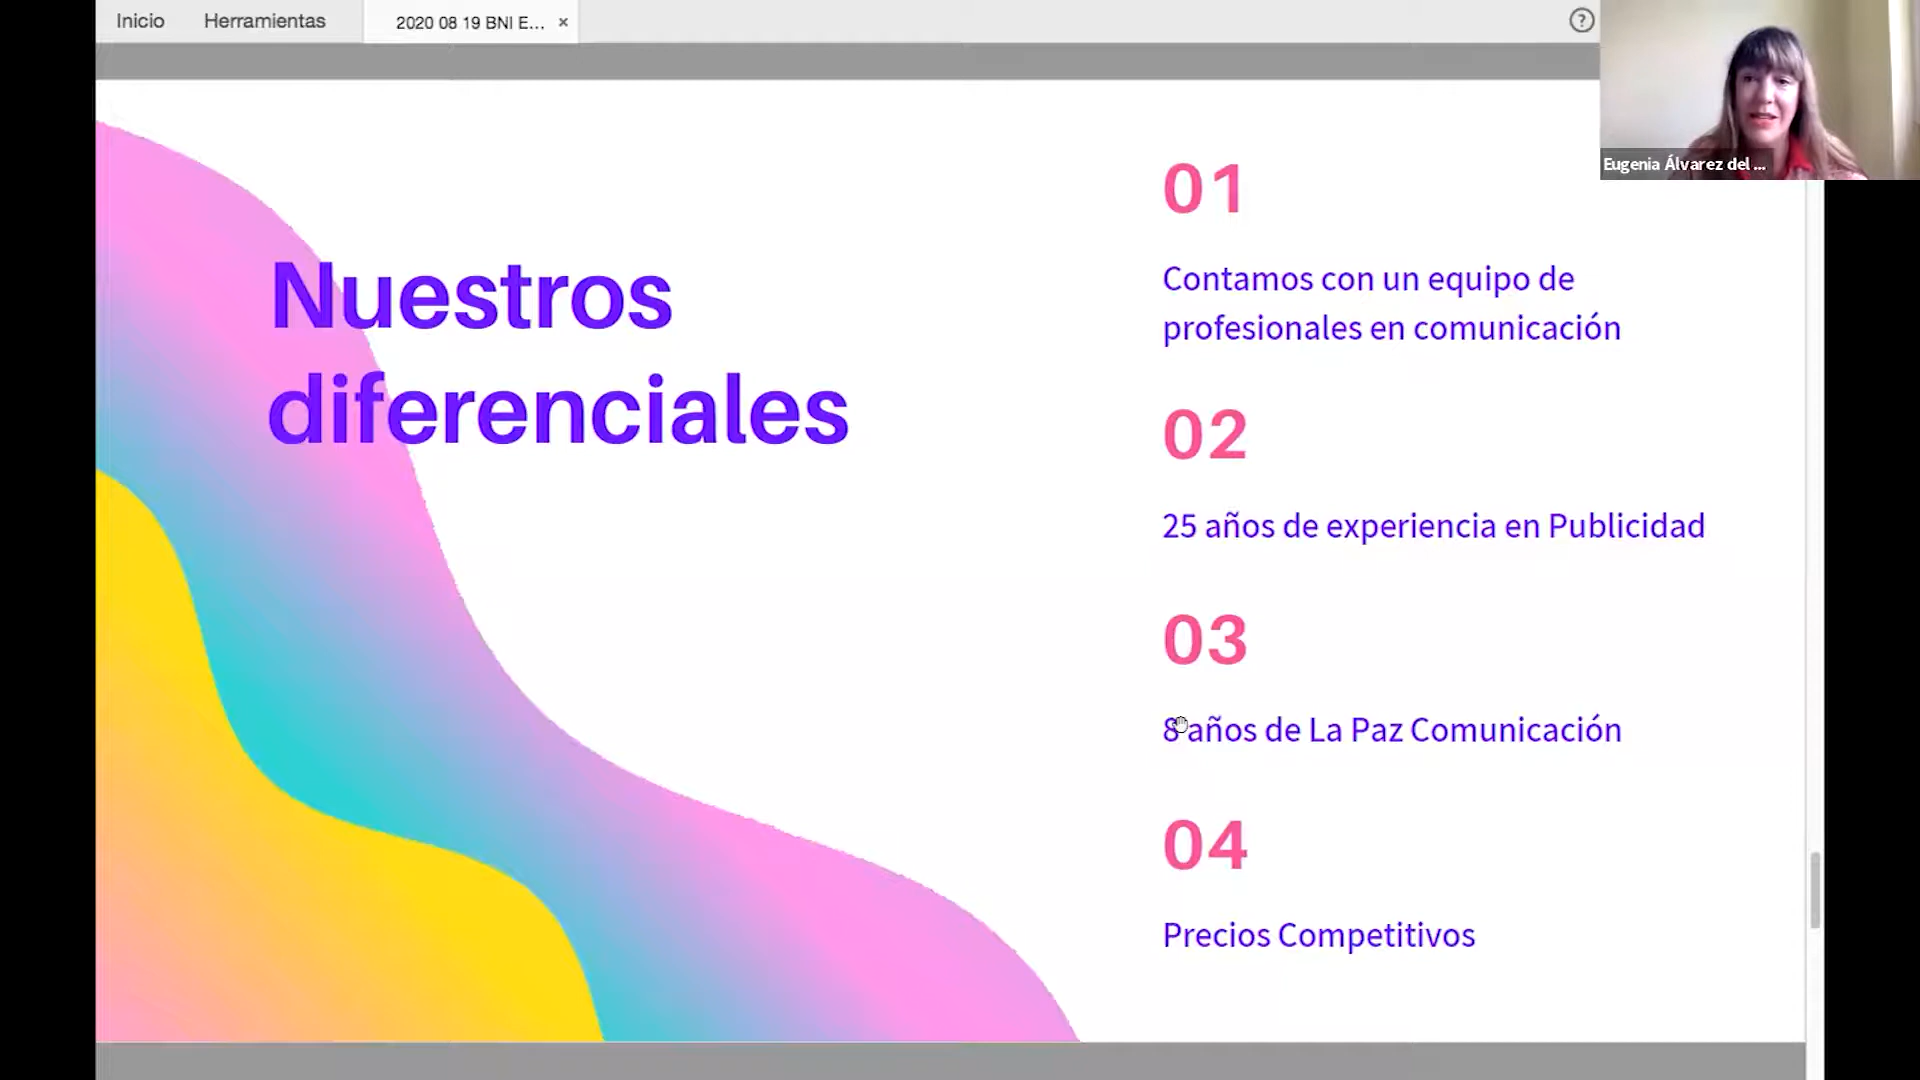 Inicio
Herramientas
2020 08 19 BNI E...
×
?
Eugenia Álvarez del ...
Nuestros
diferenciales
01
Contamos con un equipo de
profesionales en comunicación
02
25 años de experiencia en Publicidad
03
8 años de La Paz Comunicación
04
Precios Competitivos